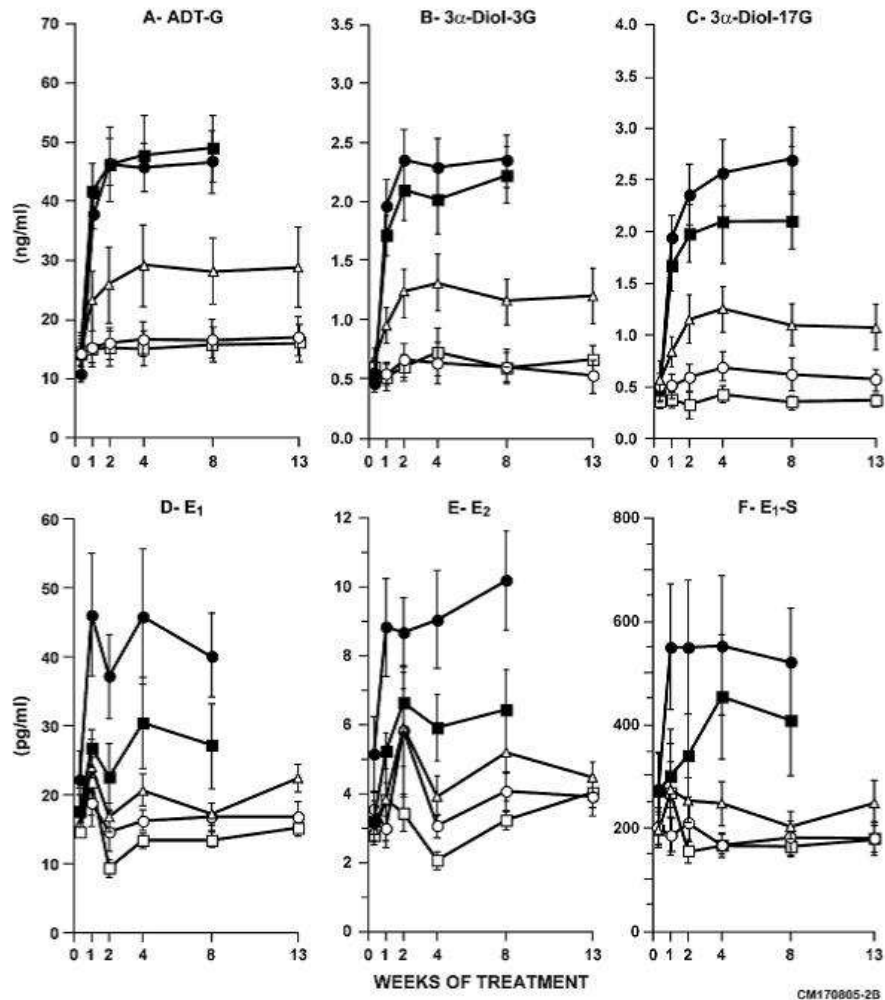 A- ADT-G
B- 3α-Diol-3G
C- 3α-Diol-17G
(ng/ml)
70
60
50
40
30
20
10
0
3.5
3.0
2.5
2.0
1.5
1.0
0.5
0.0
4.0
3.5
3.0
2.5
2.0
1.5
1.0
0.5
0.0
0 1 2 4 8 13
0 1 2 4 8 13
0 1 2 4 8 13
D- E₁
E- E₂
F- E₁-S
(pg/ml)
60
50
40
30
20
10
0
12
10
8
6
4
2
0
800
600
400
200
0
0 1 2 4 8 13
0 1 2 4 8 13
0 1 2 4 8 13
WEEKS OF TREATMENT
CM170805-2B